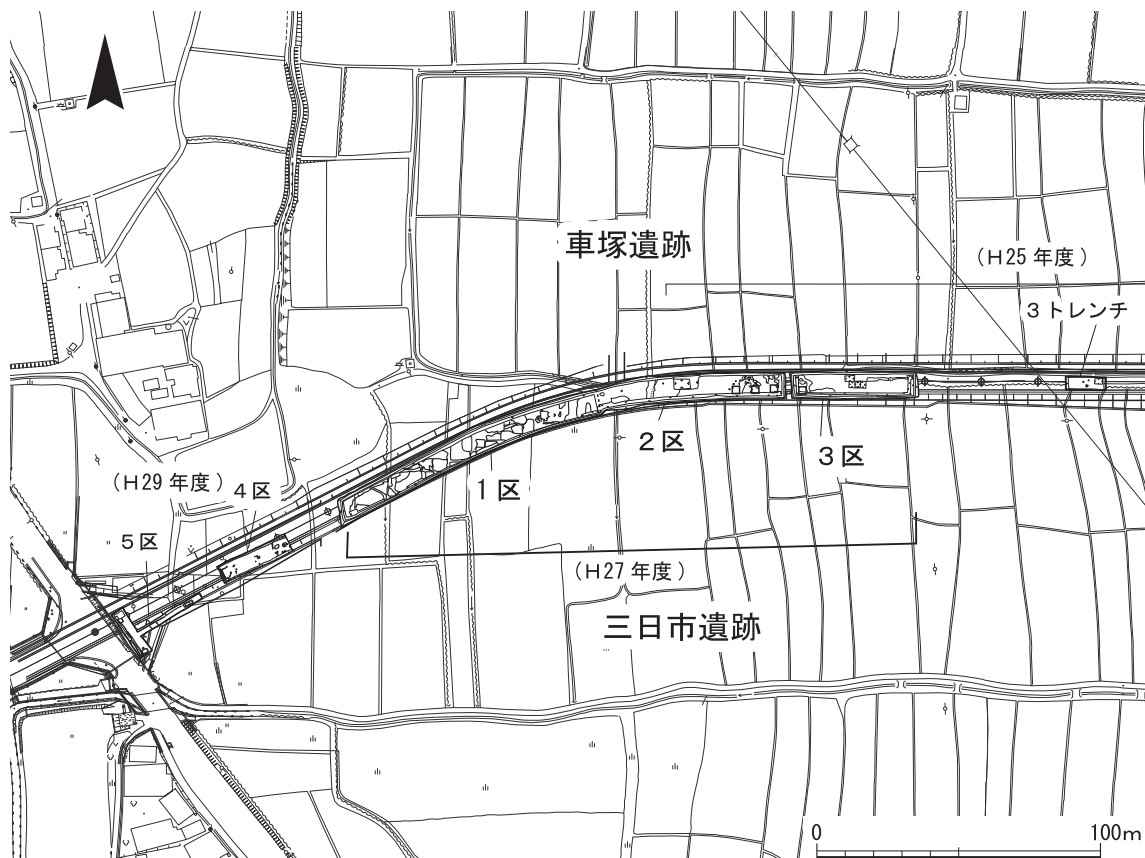 車塚遺跡
（H25 年度）
3 トレンチ
2 区
3 区
1 区
（H29 年度）
4 区
5 区
（H27 年度）
三日市遺跡
0
100m